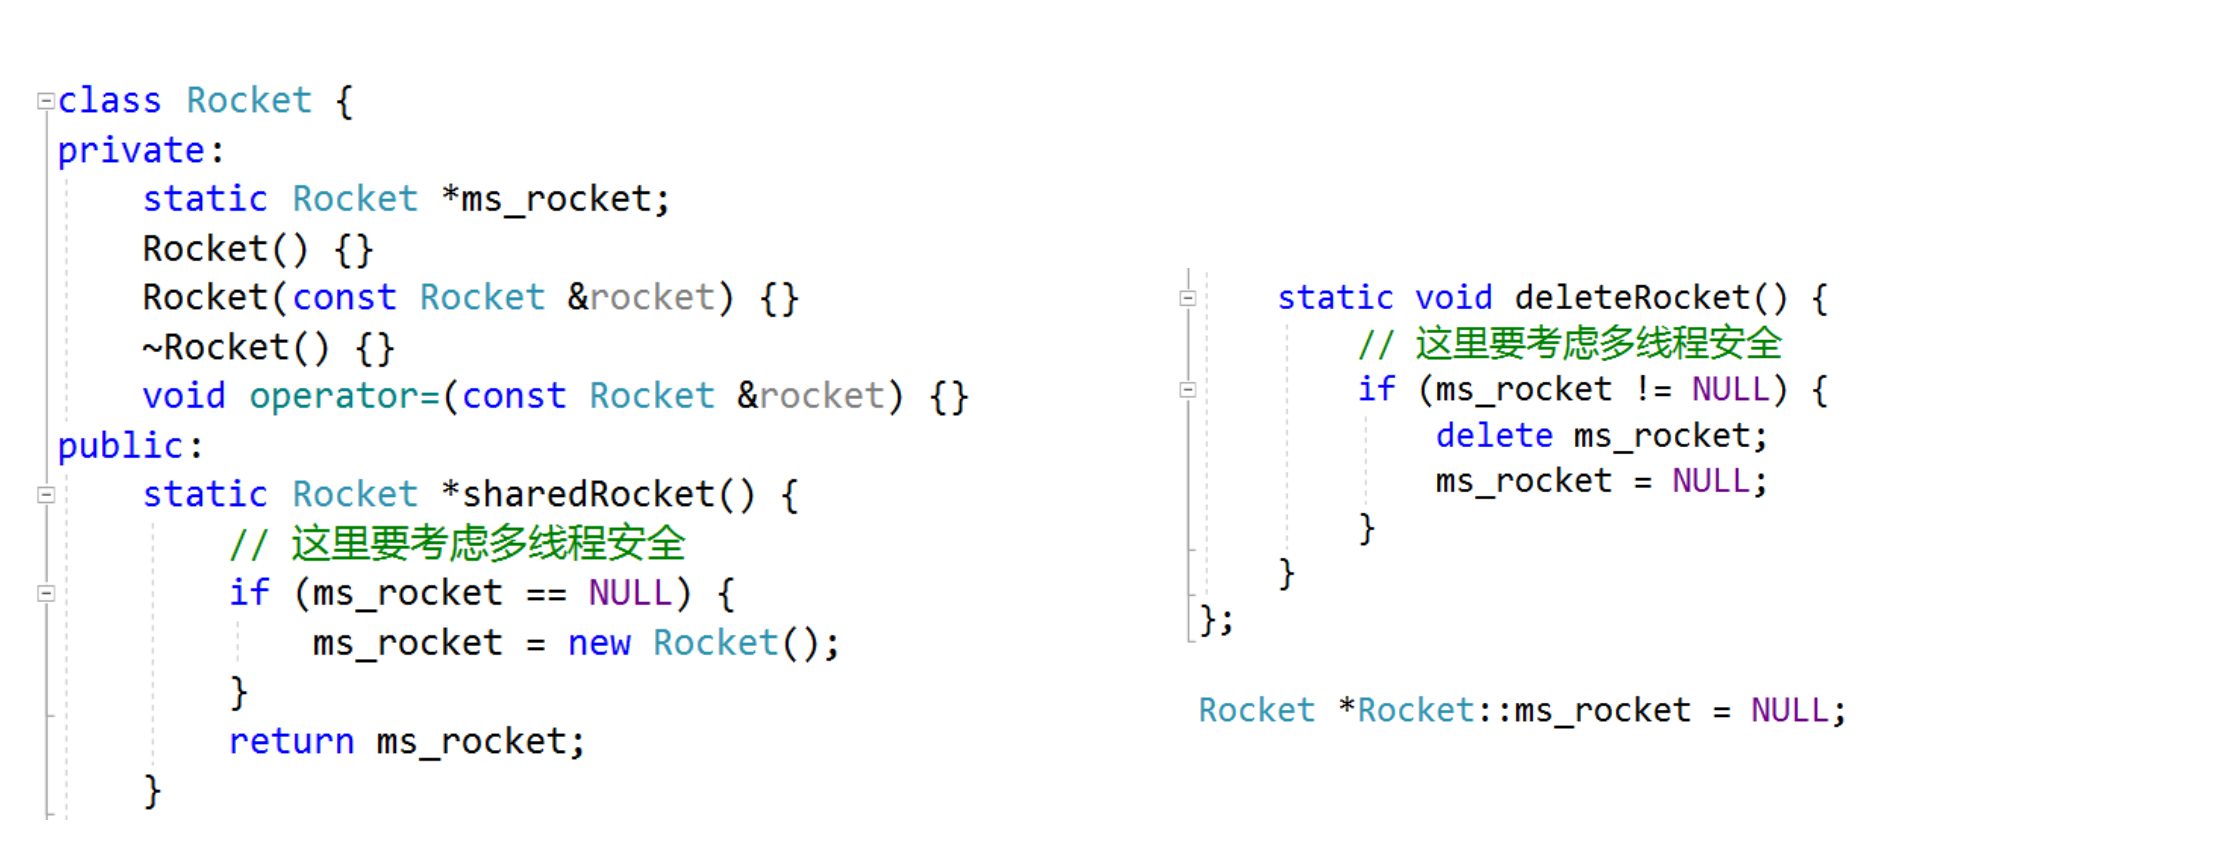 class Rocket {
private:
    static Rocket *ms_rocket;
    Rocket() {}
    Rocket(const Rocket &rocket) {}
    ~Rocket() {}
    void operator=(const Rocket &rocket) {}
public:
    static Rocket *sharedRocket() {
        // 这里要考虑多线程安全
        if (ms_rocket == NULL) {
            ms_rocket = new Rocket();
        }
        return ms_rocket;
    }
    static void deleteRocket() {
        // 这里要考虑多线程安全
        if (ms_rocket != NULL) {
            delete ms_rocket;
            ms_rocket = NULL;
        }
    }
};
Rocket *Rocket::ms_rocket = NULL;